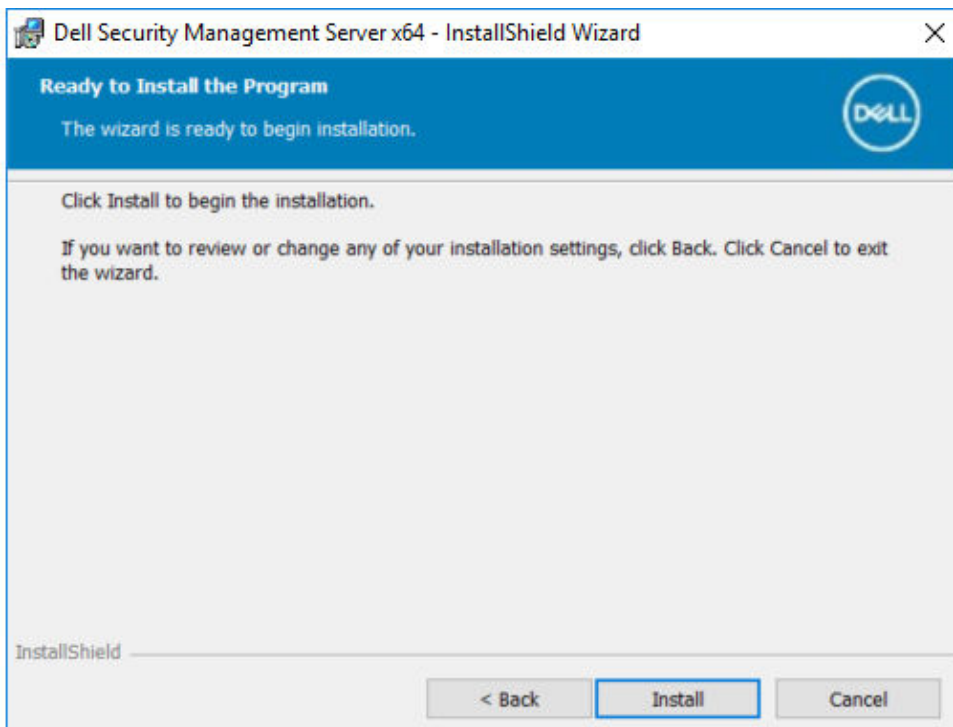 Dell Security Management Server x64 - InstallShield Wizard
Ready to Install the Program
The wizard is ready to begin installation.
DELL
Click Install to begin the installation.
If you want to review or change any of your installation settings, click Back. Click Cancel to exit
the wizard.
InstallShield
< Back
Install
Cancel